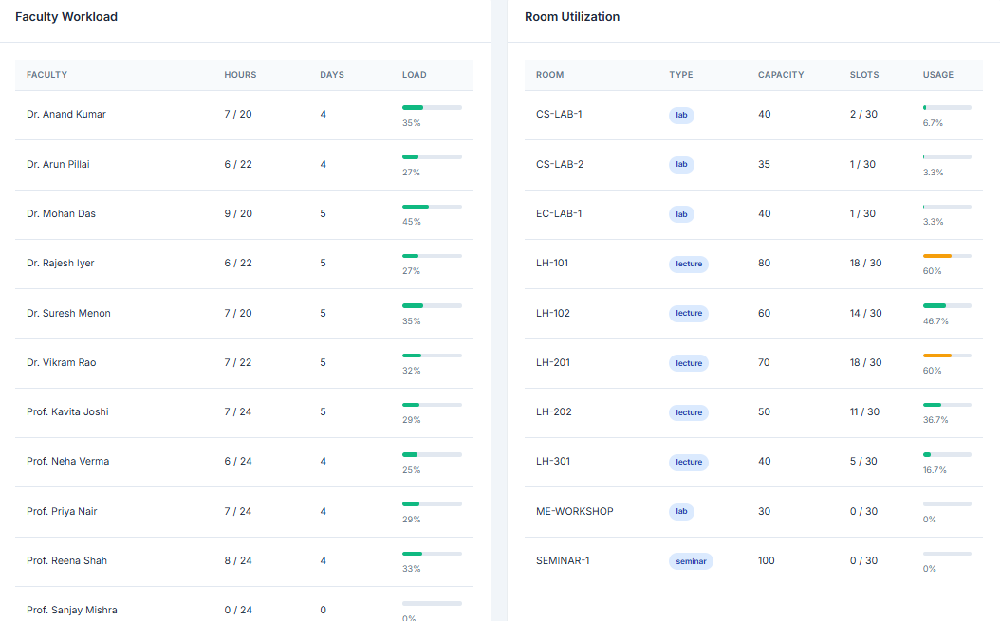 Faculty Workload
FACULTY HOURS DAYS LOAD
Dr. Anand Kumar 7 / 20 4 35%
Dr. Arun Pillai 6 / 22 4 27%
Dr. Mohan Das 9 / 20 5 45%
Dr. Rajesh Iyer 6 / 22 5 27%
Dr. Suresh Menon 7 / 20 5 35%
Dr. Vikram Rao 7 / 22 5 32%
Prof. Kavita Joshi 7 / 24 5 29%
Prof. Neha Verma 6 / 24 4 25%
Prof. Priya Nair 7 / 24 4 29%
Prof. Reena Shah 8 / 24 4 33%
Prof. Sanjay Mishra 0 / 24 0 0%
Room Utilization
ROOM TYPE CAPACITY SLOTS USAGE
CS-LAB-1 lab 40 2 / 30 6.7%
CS-LAB-2 lab 35 1 / 30 3.3%
EC-LAB-1 lab 40 1 / 30 3.3%
LH-101 lecture 80 18 / 30 60%
LH-102 lecture 60 14 / 30 46.7%
LH-201 lecture 70 18 / 30 60%
LH-202 lecture 50 11 / 30 36.7%
LH-301 lecture 40 5 / 30 16.7%
ME-WORKSHOP lab 30 0 / 30 0%
SEMINAR-1 seminar 100 0 / 30 0%